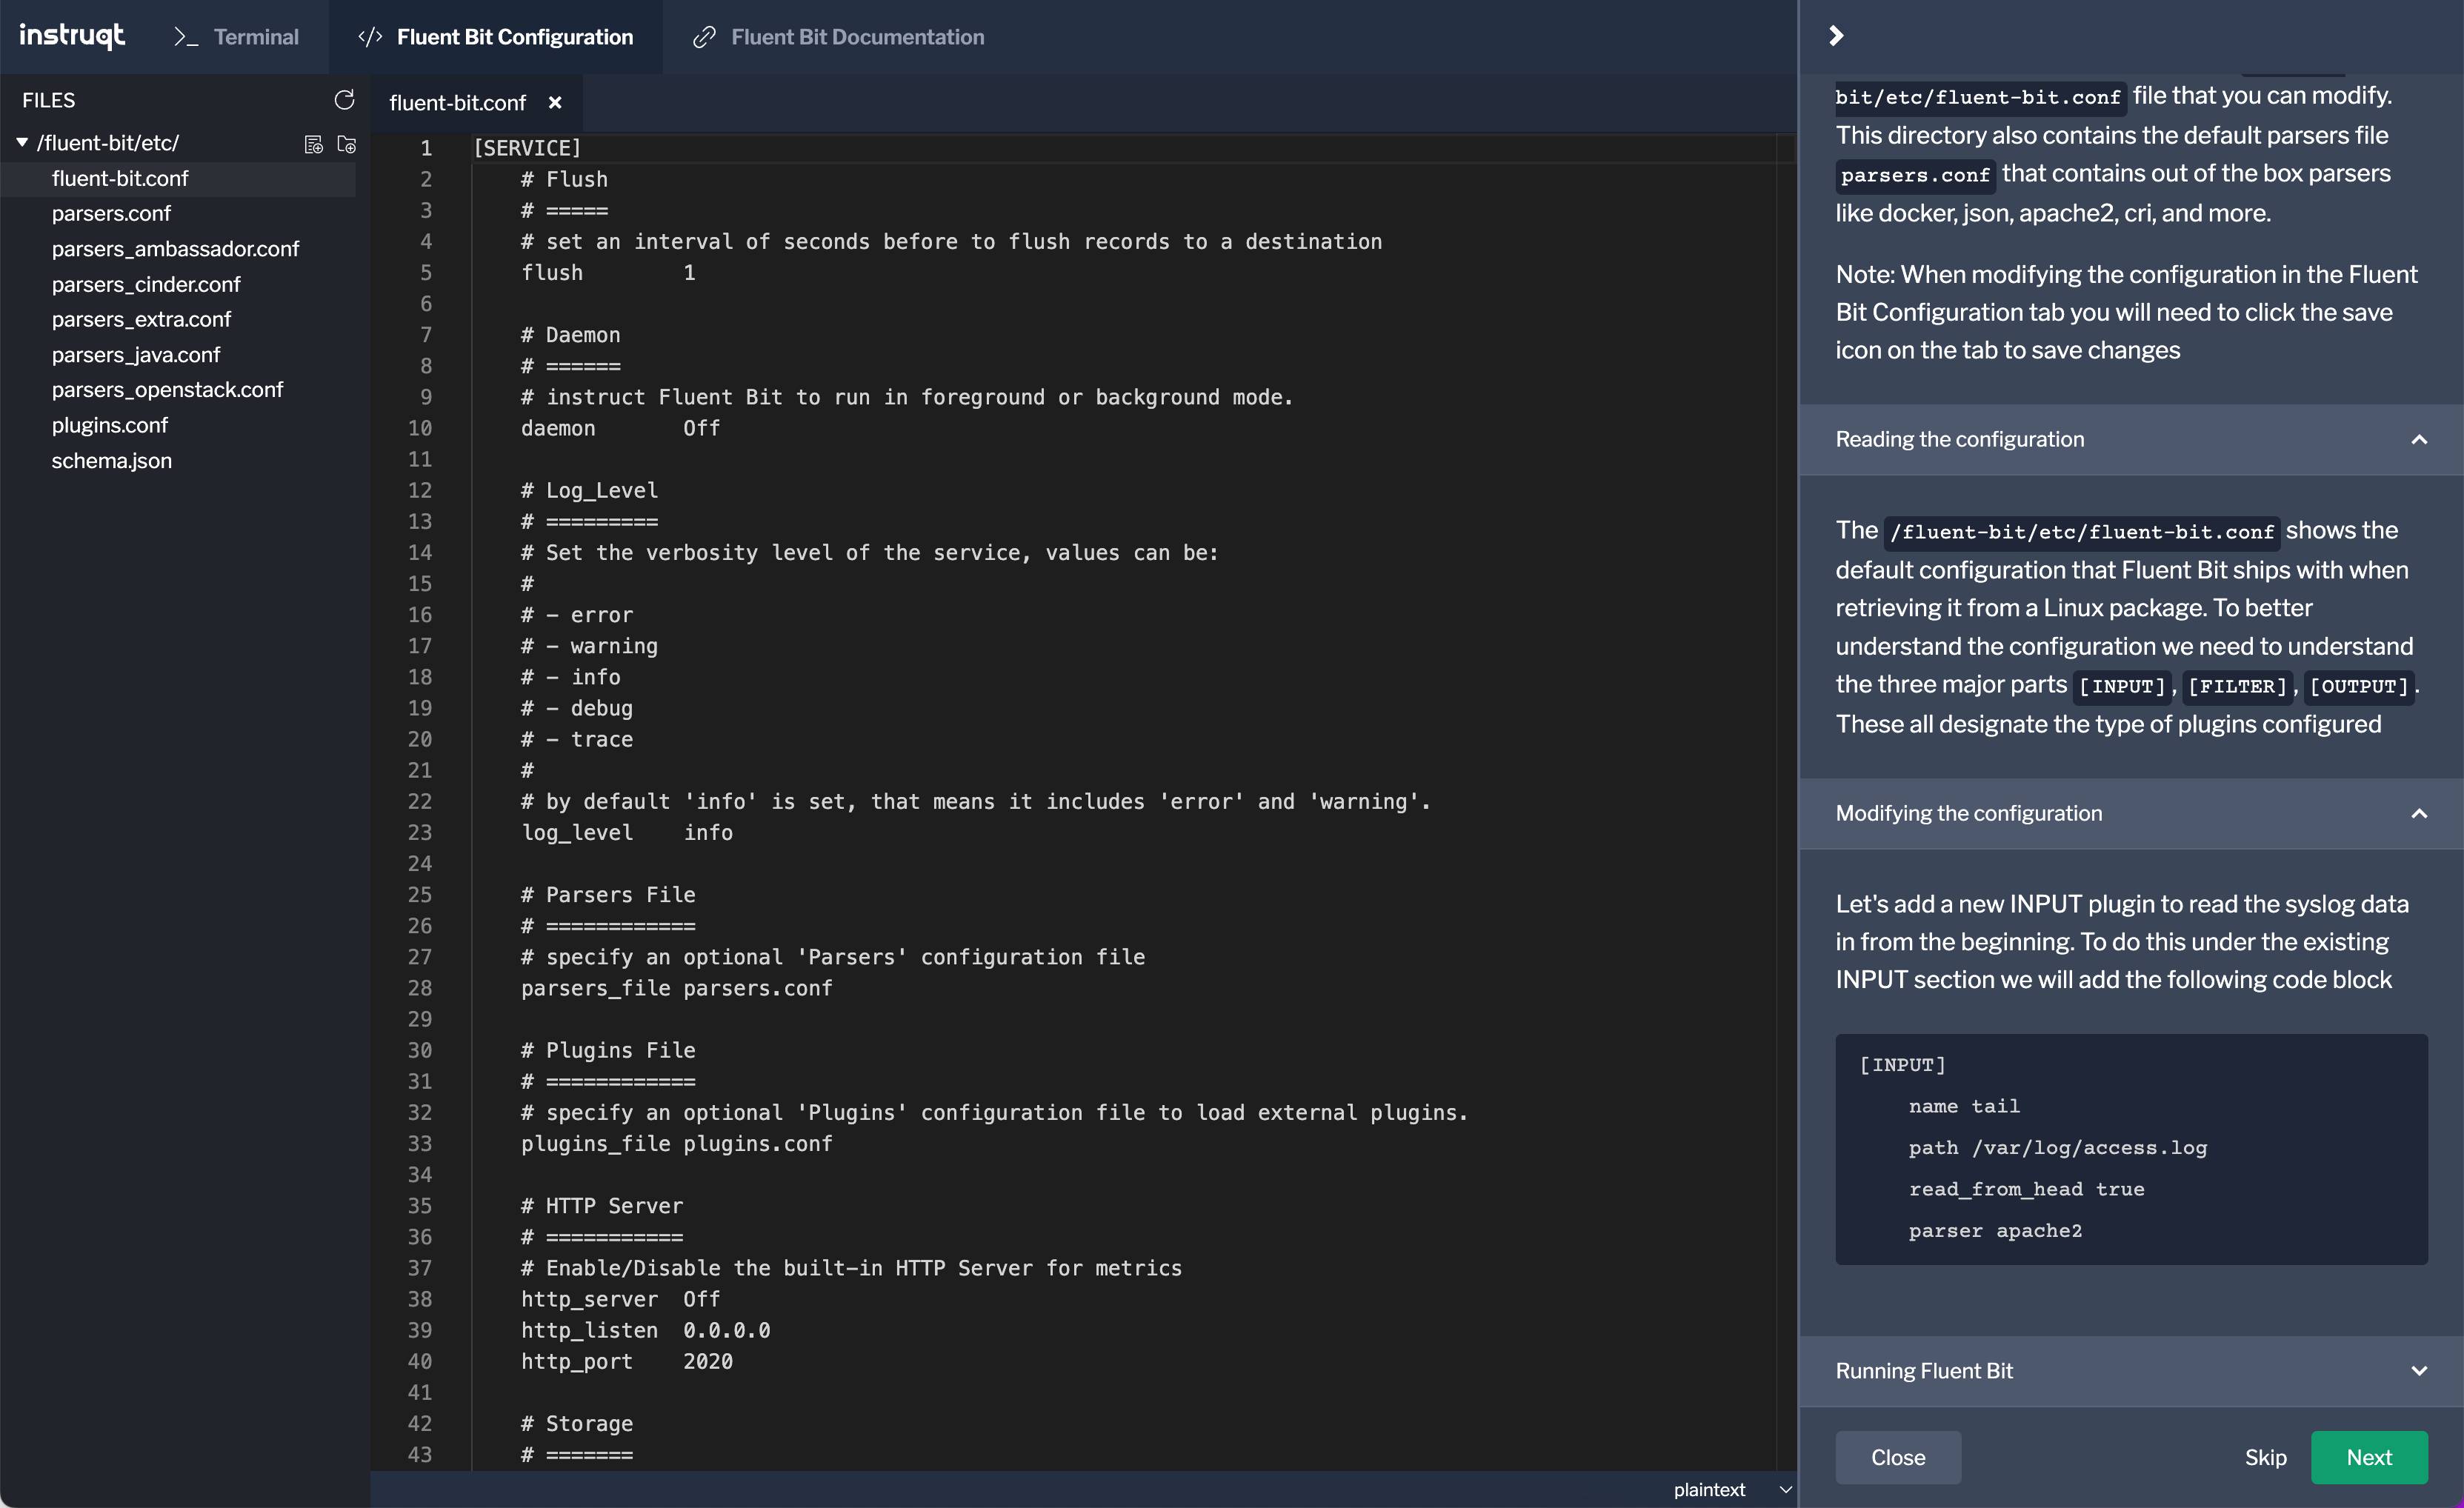 instruqt
>_ Terminal
</> Fluent Bit Configuration
Fluent Bit Documentation
FILES
/fluent-bit/etc/
fluent-bit.conf
parsers.conf
parsers_ambassador.conf
parsers_cinder.conf
parsers_extra.conf
parsers_java.conf
parsers_openstack.conf
plugins.conf
schema.json
fluent-bit.conf ×
1 [SERVICE]
2 # Flush
3 # =====
4 # set an interval of seconds before to flush records to a destination
5 flush 1
6
7 # Daemon
8 # ======
9 # instruct Fluent Bit to run in foreground or background mode.
10 daemon Off
11
12 # Log_Level
13 # =========
14 # Set the verbosity level of the service, values can be:
15 #
16 # - error
17 # - warning
18 # - info
19 # - debug
20 # - trace
21 #
22 # by default 'info' is set, that means it includes 'error' and 'warning'.
23 log_level info
24
25 # Parsers File
26 # ============
27 # specify an optional 'Parsers' configuration file
28 parsers_file parsers.conf
29
30 # Plugins File
31 # ============
32 # specify an optional 'Plugins' configuration file to load external plugins.
33 plugins_file plugins.conf
34
35 # HTTP Server
36 # ===========
37 # Enable/Disable the built-in HTTP Server for metrics
38 http_server Off
39 http_listen 0.0.0.0
40 http_port 2020
41
42 # Storage
43 # =======
plaintext
bit/etc/fluent-bit.conf file that you can modify.
This directory also contains the default parsers file
parsers.conf that contains out of the box parsers
like docker, json, apache2, cri, and more.
Note: When modifying the configuration in the Fluent
Bit Configuration tab you will need to click the save
icon on the tab to save changes
Reading the configuration
The /fluent-bit/etc/fluent-bit.conf shows the
default configuration that Fluent Bit ships with when
retrieving it from a Linux package. To better
understand the configuration we need to understand
the three major parts [INPUT], [FILTER], [OUTPUT].
These all designate the type of plugins configured
Modifying the configuration
Let's add a new INPUT plugin to read the syslog data
in from the beginning. To do this under the existing
INPUT section we will add the following code block
[INPUT]
name tail
path /var/log/access.log
read_from_head true
parser apache2
Running Fluent Bit
Close
Skip
Next